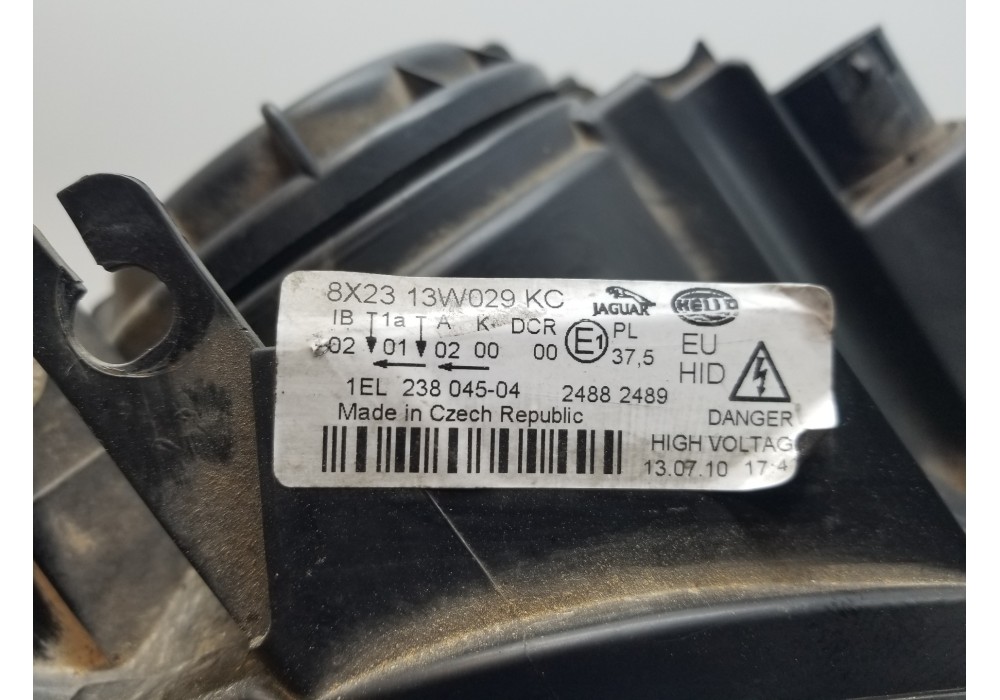 8X23 13W029 KC JAGUAR HELLA
IB 1a A K DCR E1 PL EU
02 01 02 00 00 37,5 HID
1EL 238 045-04 2488 2489
Made in Czech Republic
DANGER
HIGH VOLTAG
13.07.10 17:4